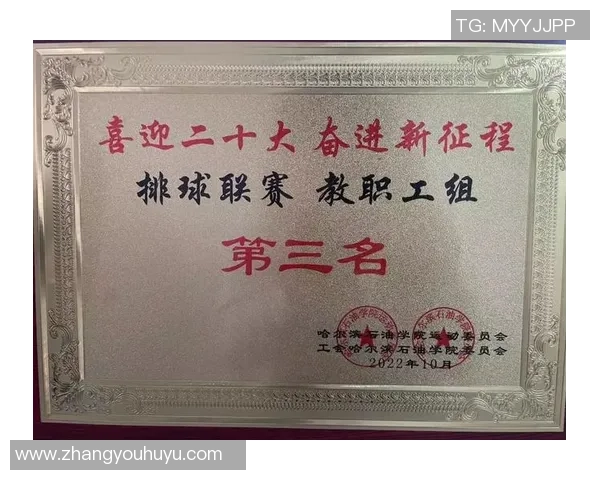 TG: MYYJJPP
喜迎二十大 奋进新征程
排球联赛 教职工组
第三名
哈尔滨石油学院运动委员会
工会哈尔滨石油学院委员会
2022年10月
www.zhangyouhuyu.com